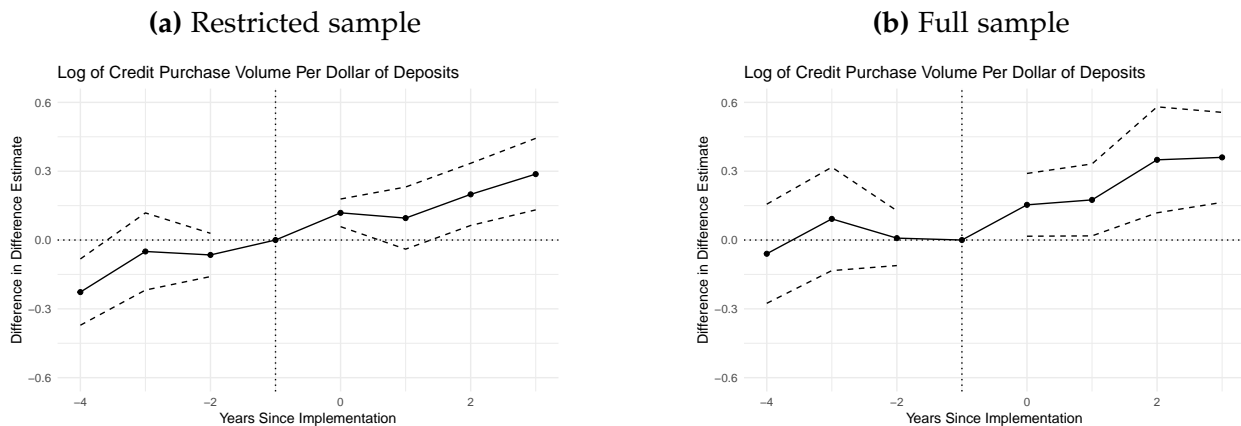 (a) Restricted sample
Log of Credit Purchase Volume Per Dollar of Deposits
Difference in Difference Estimate
0.6
0.3
0.0
−0.3
−0.6
−4
−2
0
2
Years Since Implementation
(b) Full sample
Log of Credit Purchase Volume Per Dollar of Deposits
Difference in Difference Estimate
0.6
0.3
0.0
−0.3
−0.6
−4
−2
0
2
Years Since Implementation